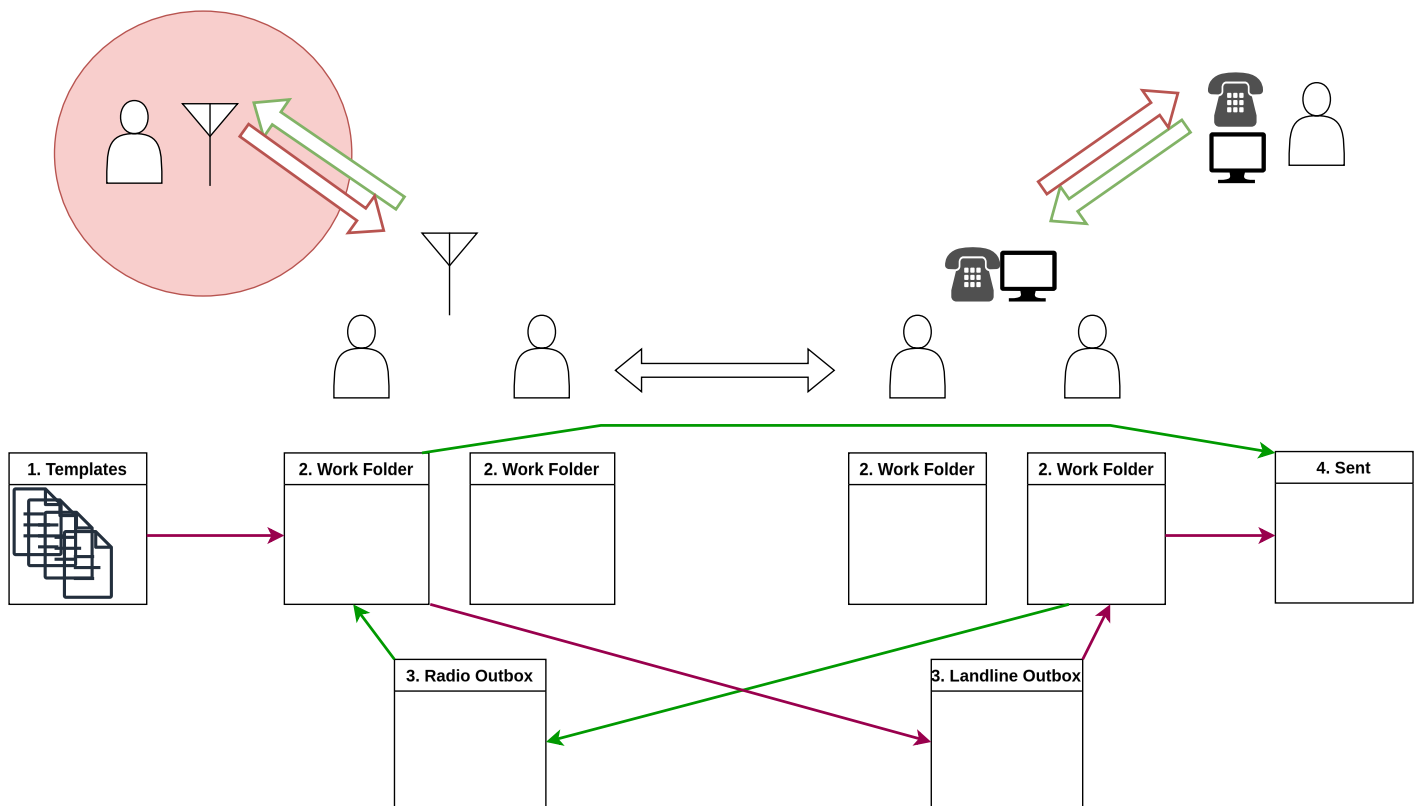 1. Templates
2. Work Folder
2. Work Folder
2. Work Folder
2. Work Folder
4. Sent
3. Radio Outbox
3. Landline Outbox